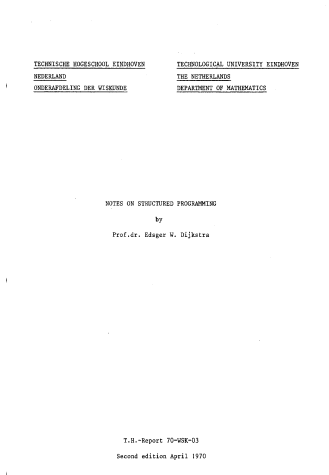 TECHNISCHE HOGESCHOOL EINDHOVEN
NEDERLAND
ONDERAFDELING DER WISKUNDE
TECHNOLOGICAL UNIVERSITY EINDHOVEN
THE NETHERLANDS
DEPARTMENT OF MATHEMATICS
NOTES ON STRUCTURED PROGRAMMING
by
Prof.dr. Edsger W. Dijkstra
T.H.-Report 70-WSK-03
Second edition April 1970